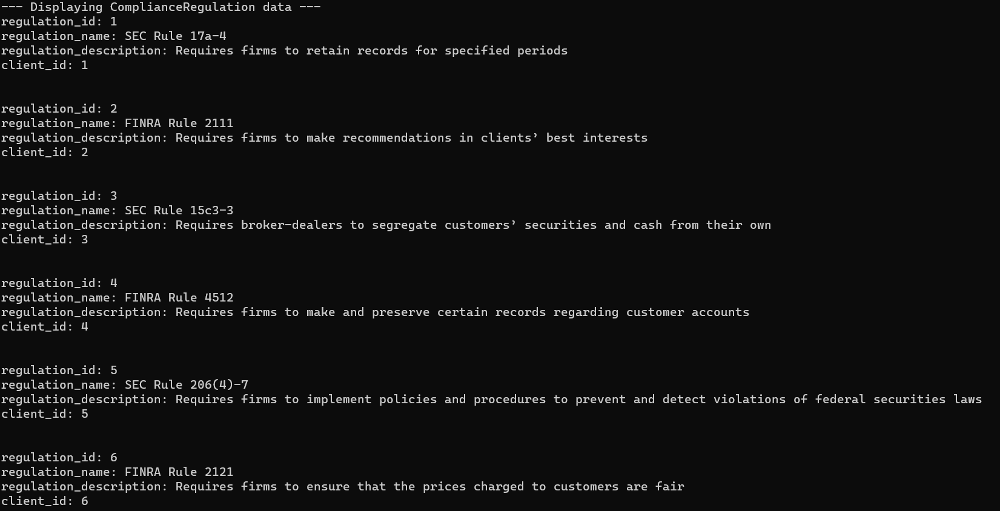 --- Displaying ComplianceRegulation data ---
regulation_id: 1
regulation_name: SEC Rule 17a-4
regulation_description: Requires firms to retain records for specified periods
client_id: 1
regulation_id: 2
regulation_name: FINRA Rule 2111
regulation_description: Requires firms to make recommendations in clients’ best interests
client_id: 2
regulation_id: 3
regulation_name: SEC Rule 15c3-3
regulation_description: Requires broker-dealers to segregate customers’ securities and cash from their own
client_id: 3
regulation_id: 4
regulation_name: FINRA Rule 4512
regulation_description: Requires firms to make and preserve certain records regarding customer accounts
client_id: 4
regulation_id: 5
regulation_name: SEC Rule 206(4)-7
regulation_description: Requires firms to implement policies and procedures to prevent and detect violations of federal securities laws
client_id: 5
regulation_id: 6
regulation_name: FINRA Rule 2121
regulation_description: Requires firms to ensure that the prices charged to customers are fair
client_id: 6